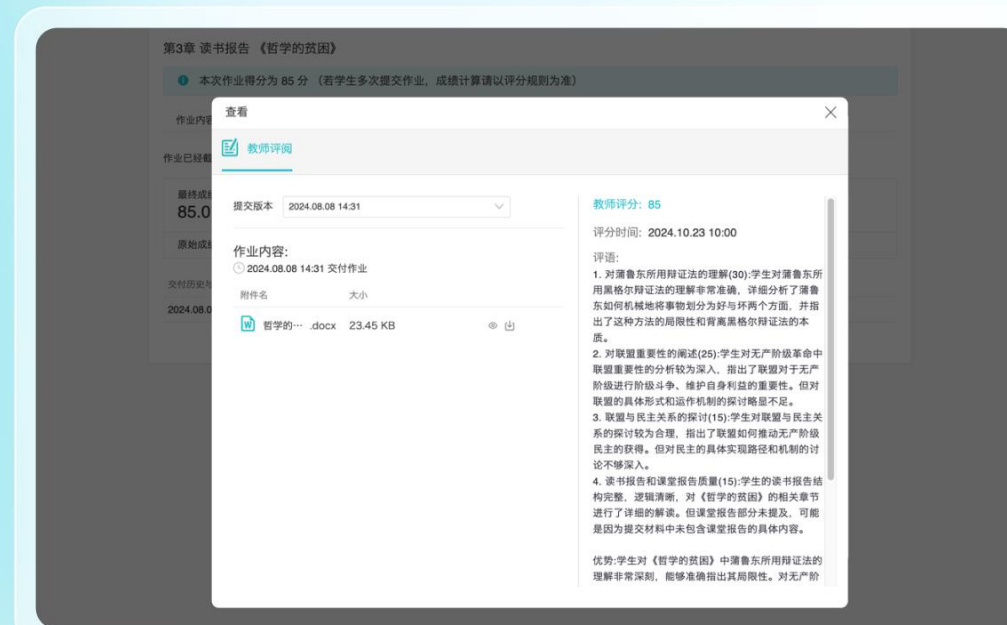 第3章 读书报告 《哲学的贫困》
本次作业得分为 85 分 （若学生多次提交作业，成绩计算请以评分规则为准）
作业内容
作业已经截
最终成绩
85.0
原始成绩
交付历史与
2024.08.0
查看
教师评阅
提交版本 2024.08.08 14:31
作业内容:
2024.08.08 14:31 交付作业
附件名 大小
哲学的··· .docx 23.45 KB
教师评分: 85
评分时间: 2024.10.23 10:00
评语:
1. 对蒲鲁东所用辩证法的理解(30):学生对蒲鲁东所
用黑格尔辩证法的理解非常准确，详细分析了蒲鲁
东如何机械地将事物划分为好与坏两个方面，并指
出了这种方法的局限性和背离黑格尔辩证法的本
质。
2. 对联盟重要性的阐述(25):学生对无产阶级革命中
联盟重要性的分析较为深入，指出了联盟对于无产
阶级进行阶级斗争、维护自身利益的重要性。但对
联盟的具体形式和运作机制的探讨略显不足。
3. 联盟与民主关系的探讨(15):学生对联盟与民主关
系的探讨较为合理，指出了联盟如何推动无产阶级
民主的获得。但对民主的具体实现路径和机制的讨
论不够深入。
4. 读书报告和课堂报告质量(15):学生的读书报告结
构完整，逻辑清晰，对《哲学的贫困》的相关章节
进行了详细的解读。但课堂报告部分未提及，可能
是因为提交材料中未包含课堂报告的具体内容。
优势:学生对《哲学的贫困》中蒲鲁东所用辩证法的
理解非常深刻，能够准确指出其局限性。对无产阶